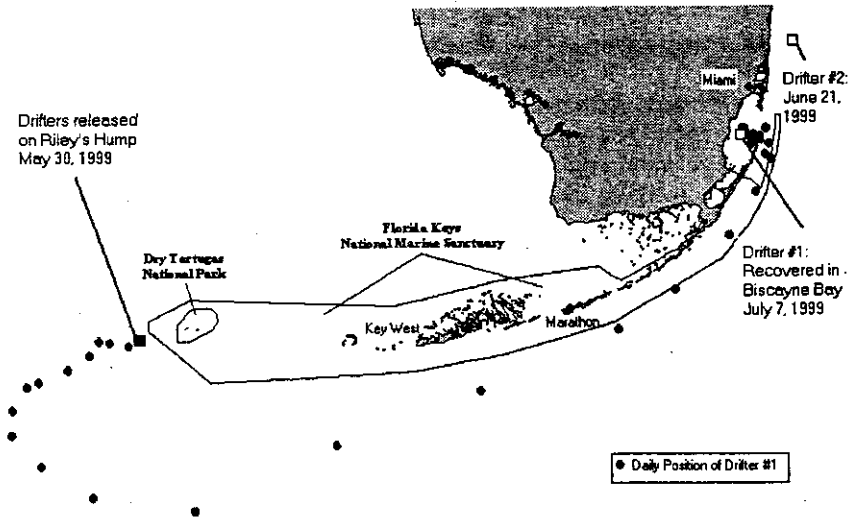 Drifters released
on Riley's Hump
May 30, 1999
Dry Tortugas
National Park
Florida Keys
National Marine Sanctuary
Key West
Marathon
Miami
Drifter #2:
June 21,
1999
Drifter #1:
Recovered in
Biscayne Bay
July 7, 1999
Daily Position of Drifter #1